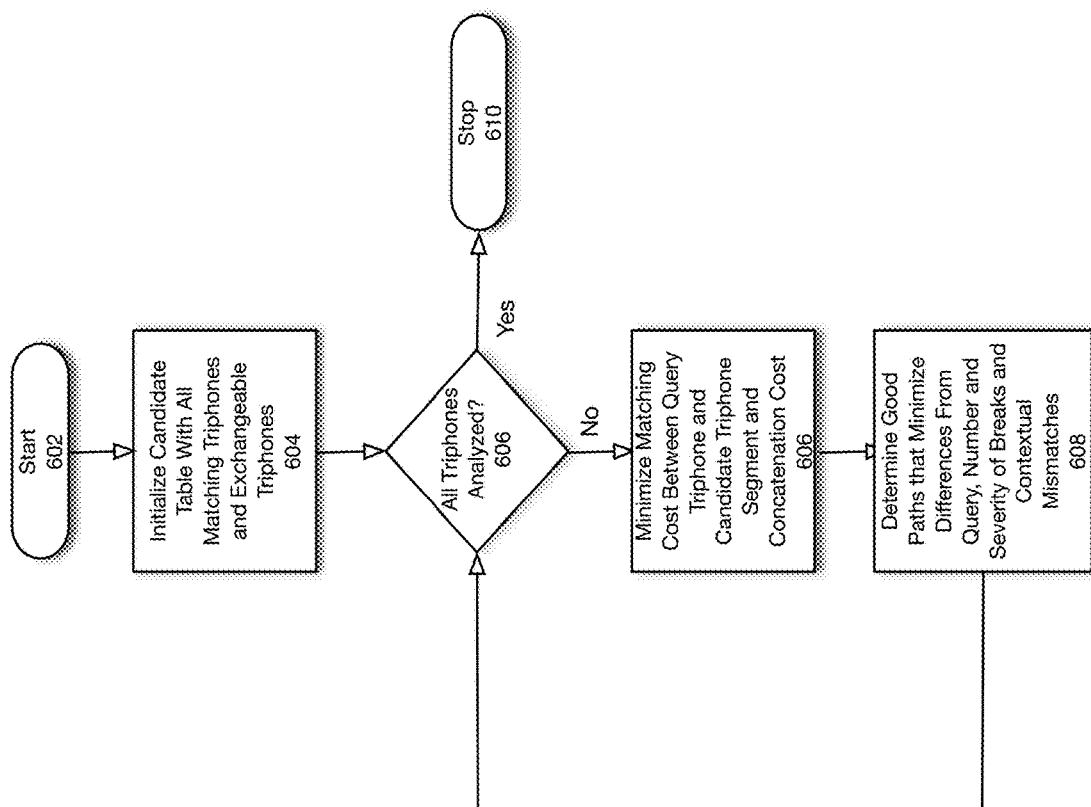 Start
602
Initialize Candidate
Table With All
Matching Triphones
and Exchangeable
Triphones
604
All Triphones
Analyzed?
606
Yes
Stop
610
No
Minimize Matching
Cost Between Query
Triphone and
Candidate Triphone
Segment and
Concatenation Cost
606
Determine Good
Paths that Minimize
Differences From
Query, Number and
Severity of Breaks and
Contextual
Mismatches
608